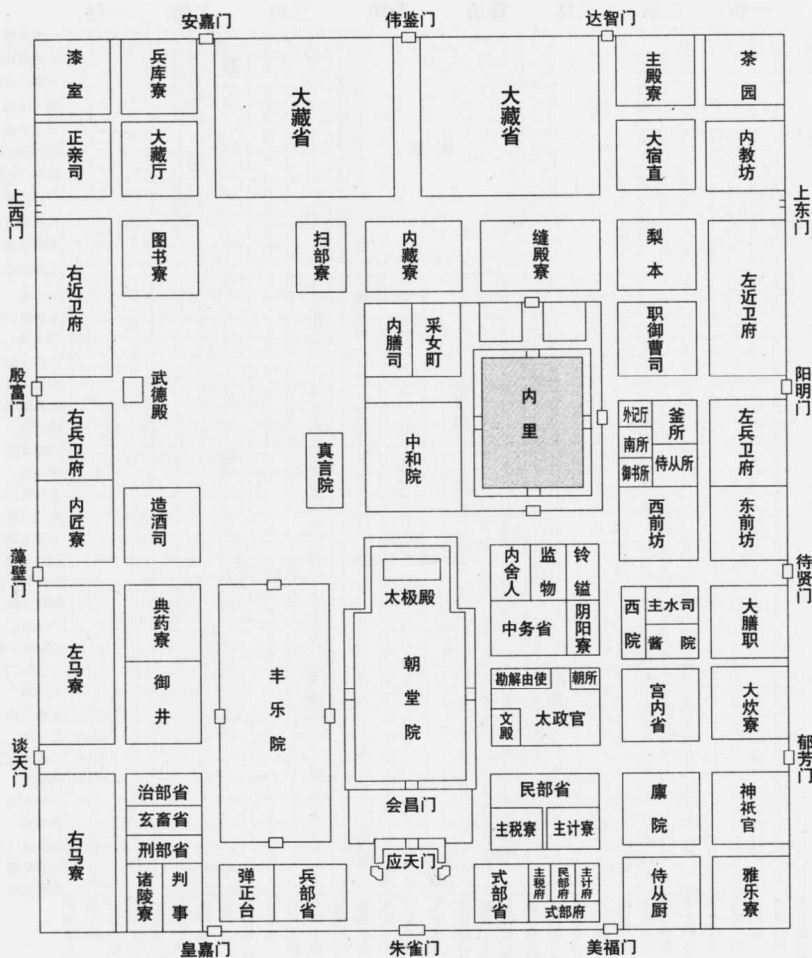 安嘉门
伟鉴门
达智门
漆室
兵库寮
大藏省
大藏省
主殿寮
茶园
正亲司
大藏厅
大宿直
内教坊
上西门
上东门
右近卫府
图书寮
扫部寮
内藏寮
缝殿寮
梨本
左近卫府
内膳司
采女町
职御曹司
殷富门
武德殿
内里
阳明门
右兵卫府
真言院
中和院
外记厅
釜所
南所
侍从所
御书所
左兵卫府
内匠寮
造酒司
西前坊
东前坊
藻壁门
内舍人
监物
铃镒
待贤门
太极殿
中务省
阴阳寮
西院
主水司
酱院
大膳职
左马寮
典药寮
御井
丰乐院
朝堂院
勘解由使
朝所
文殿
太政官
宫内省
大炊寮
谈天门
郁芳门
右马寮
治部省
玄畜省
刑部省
诸陵寮
判事
会昌门
民部省
主税寮
主计寮
廪院
神祇官
应天门
弹正台
兵部省
式部省
主税府
民部府
主计府
式部府
侍从厨
雅乐寮
皇嘉门
朱雀门
美福门